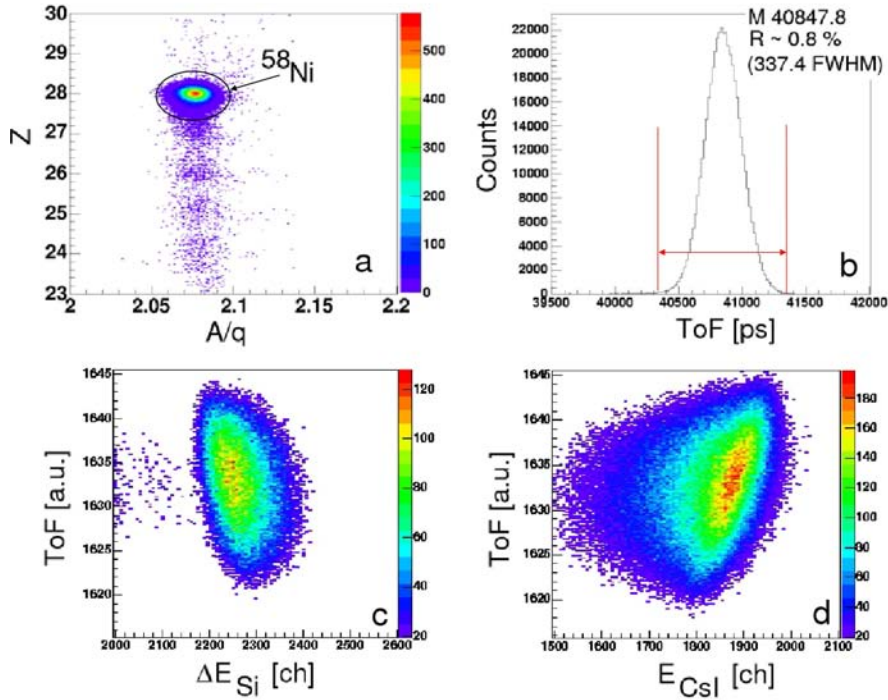 30
29
28
27
26
25
24
23
Z
58Ni
a
2 2.05 2.1 2.15 2.2
A/q
500
400
300
200
100
0
22000
20000
18000
16000
14000
12000
10000
8000
6000
4000
2000
0
Counts
M 40847.8
R ~ 0.8 %
(337.4 FWHM)
b
39500 40000 40500 41000 41500 42000
ToF [ps]
1645
1640
1635
1630
1625
1620
1615
ToF [a.u.]
c
2000 2100 2200 2300 2400 2500 2600
ΔE Si [ch]
120
100
80
60
40
20
1645
1640
1635
1630
1625
1620
ToF [a.u.]
d
1500 1600 1700 1800 1900 2000 2100
E CsI [ch]
180
160
140
120
100
80
60
40
20